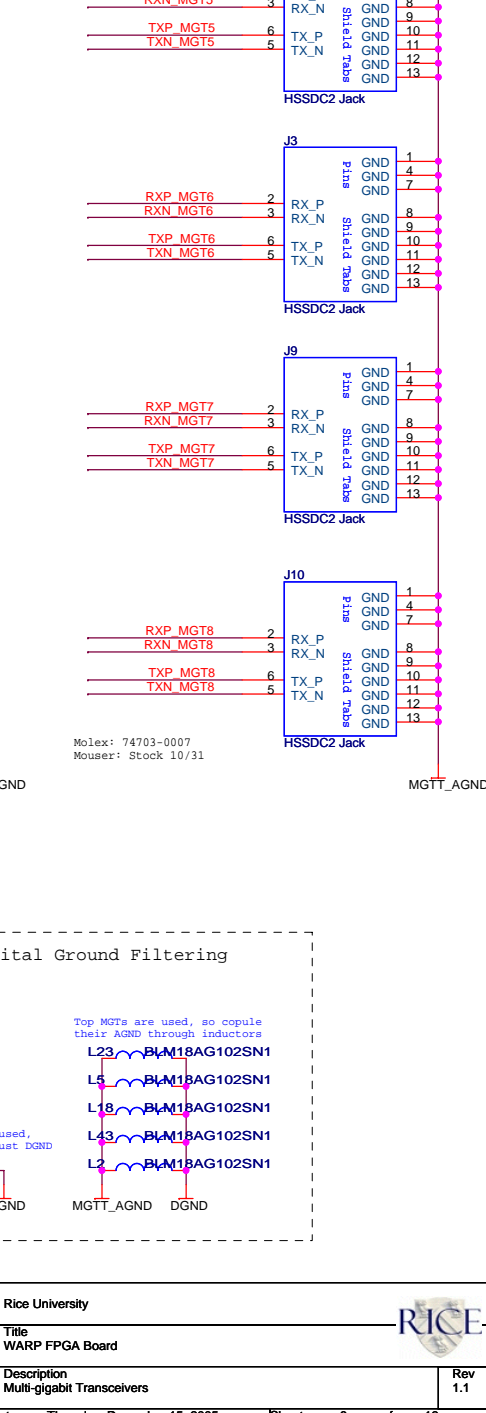 RXN_MGT5 3 RX_N GND 8
GND 9
TXP_MGT5 6 TX_P GND 10
TXN_MGT5 5 TX_N GND 11
GND 12
GND 13
Shield Tabs
HSSDC2 Jack
J3
Pins
GND 1
GND 4
GND 7
RXP_MGT6 2 RX_P
RXN_MGT6 3 RX_N GND 8
GND 9
TXP_MGT6 6 TX_P GND 10
TXN_MGT6 5 TX_N GND 11
GND 12
GND 13
Shield Tabs
HSSDC2 Jack
J9
Pins
GND 1
GND 4
GND 7
RXP_MGT7 2 RX_P
RXN_MGT7 3 RX_N GND 8
GND 9
TXP_MGT7 6 TX_P GND 10
TXN_MGT7 5 TX_N GND 11
GND 12
GND 13
Shield Tabs
HSSDC2 Jack
J10
Pins
GND 1
GND 4
GND 7
RXP_MGT8 2 RX_P
RXN_MGT8 3 RX_N GND 8
GND 9
TXP_MGT8 6 TX_P GND 10
TXN_MGT8 5 TX_N GND 11
GND 12
GND 13
Shield Tabs
HSSDC2 Jack
Molex: 74703-0007
Mouser: Stock 10/31
GND MGTT_AGND
ital Ground Filtering
Top MGTs are used, so copule
their AGND through inductors
L23 BLM18AG102SN1
L5 BLM18AG102SN1
L18 BLM18AG102SN1
L43 BLM18AG102SN1
L2 BLM18AG102SN1
used,
ust DGND
GND MGTT_AGND DGND
Rice University
RICE
Title
WARP FPGA Board
Description
Multi-gigabit Transceivers
Rev
1.1